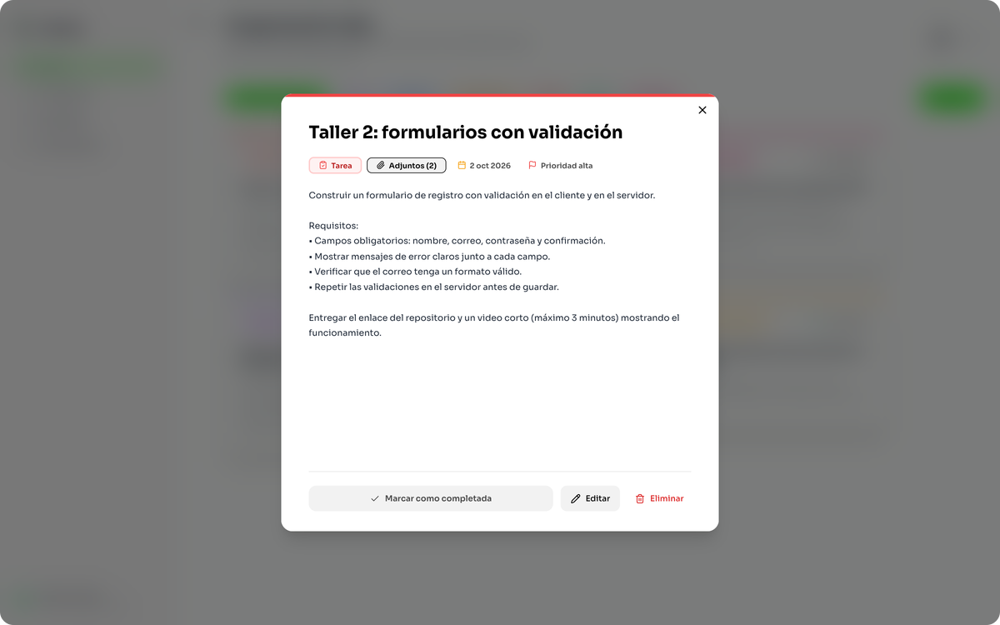 Taller 2: formularios con validación
Tarea
Adjuntos (2)
2 oct 2026
Prioridad alta
Construir un formulario de registro con validación en el cliente y en el servidor.
Requisitos:
• Campos obligatorios: nombre, correo, contraseña y confirmación.
• Mostrar mensajes de error claros junto a cada campo.
• Verificar que el correo tenga un formato válido.
• Repetir las validaciones en el servidor antes de guardar.
Entregar el enlace del repositorio y un video corto (máximo 3 minutos) mostrando el
funcionamiento.
Marcar como completada
Editar
Eliminar